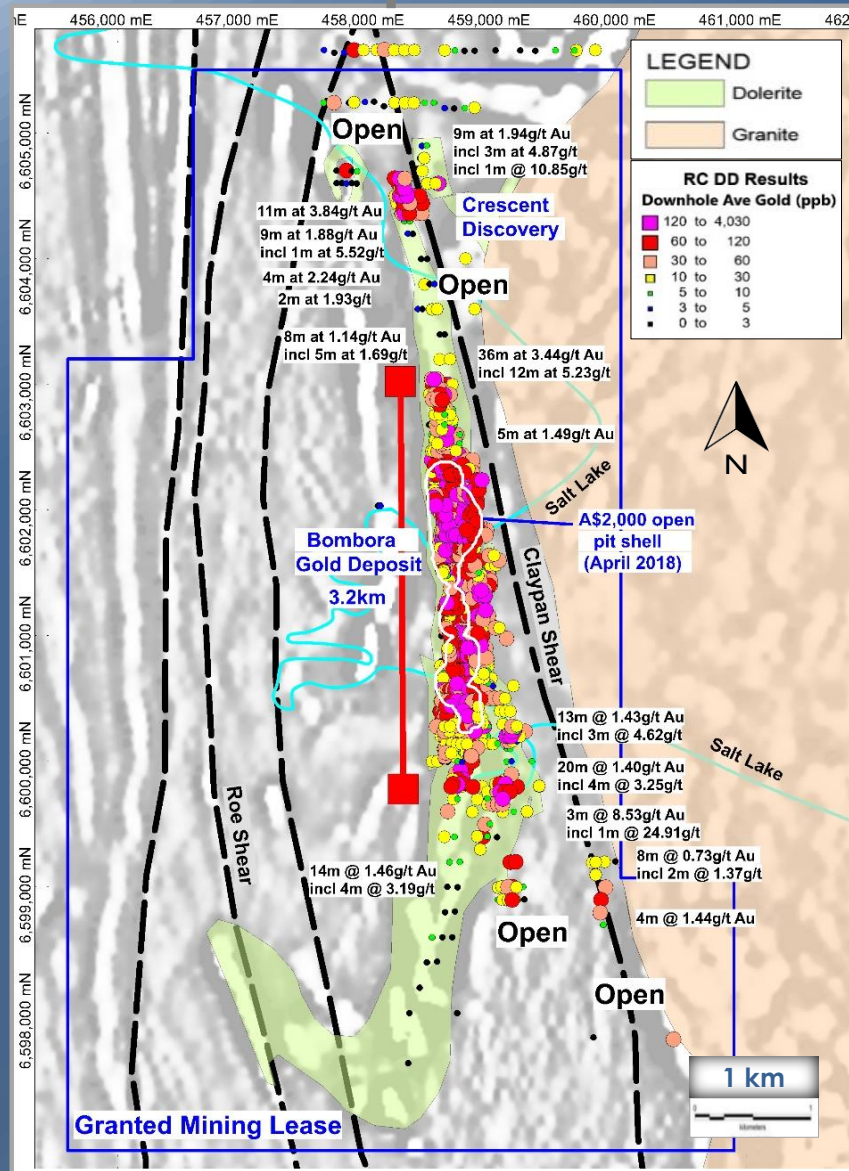 456,000 mE
457,000 mE
458,000 mE
459,000 mE
460,000 mE
461,000 mE
462
6,605,000 mN
6,604,000 mN
6,603,000 mN
6,602,000 mN
6,601,000 mN
6,600,000 mN
6,599,000 mN
6,598,000 mN
LEGEND
Dolerite
Granite
RC DD Results
Downhole Ave Gold (ppb)
120 to 4,030
60 to 120
30 to 60
10 to 30
5 to 10
3 to 5
0 to 3
N
Open
9m at 1.94g/t Au
incl 3m at 4.87g/t
incl 1m @ 10.85g/t
Crescent
Discovery
11m at 3.84g/t Au
9m at 1.88g/t Au
incl 1m at 5.52g/t
4m at 2.24g/t Au
2m at 1.93g/t
Open
8m at 1.14g/t Au
incl 5m at 1.69g/t
36m at 3.44g/t Au
incl 12m at 5.23g/t
5m at 1.49g/t Au
Salt Lake
A$2,000 open
pit shell
(April 2018)
Bombora
Gold Deposit
3.2km
Claypan Shear
13m @ 1.43g/t Au
incl 3m @ 4.62g/t
20m @ 1.40g/t Au
incl 4m @ 3.25g/t
3m @ 8.53g/t Au
incl 1m @ 24.91g/t
Salt Lake
Roe Shear
14m @ 1.46g/t Au
incl 4m @ 3.19g/t
8m @ 0.73g/t Au
incl 2m @ 1.37g/t
4m @ 1.44g/t Au
Open
Open
1 km
0
1
kilometers
Granted Mining Lease